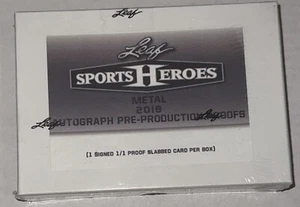 Leaf
SPORTS HEROES
METAL
2016
Leaf AUTOGRAPH PRE-PRODUCTION PROOFS Leaf
(1 SIGNED 1/1 PROOF SLABBED CARD PER BOX)